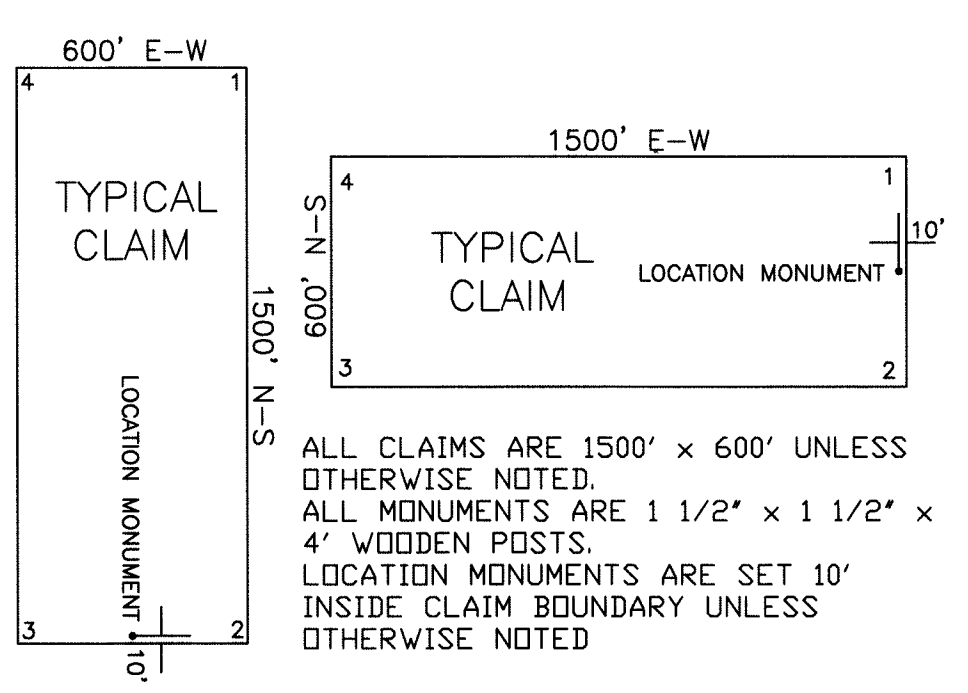 600' E-W
4 1
TYPICAL
CLAIM
1500' N-S
LOCATION MONUMENT
3 2
10'
1500' E-W
4 1
600' N-S
10'
TYPICAL
CLAIM
LOCATION MONUMENT
3 2
ALL CLAIMS ARE 1500' x 600' UNLESS
OTHERWISE NOTED.
ALL MONUMENTS ARE 1 1/2" x 1 1/2" x
4' WOODEN POSTS.
LOCATION MONUMENTS ARE SET 10'
INSIDE CLAIM BOUNDARY UNLESS
OTHERWISE NOTED